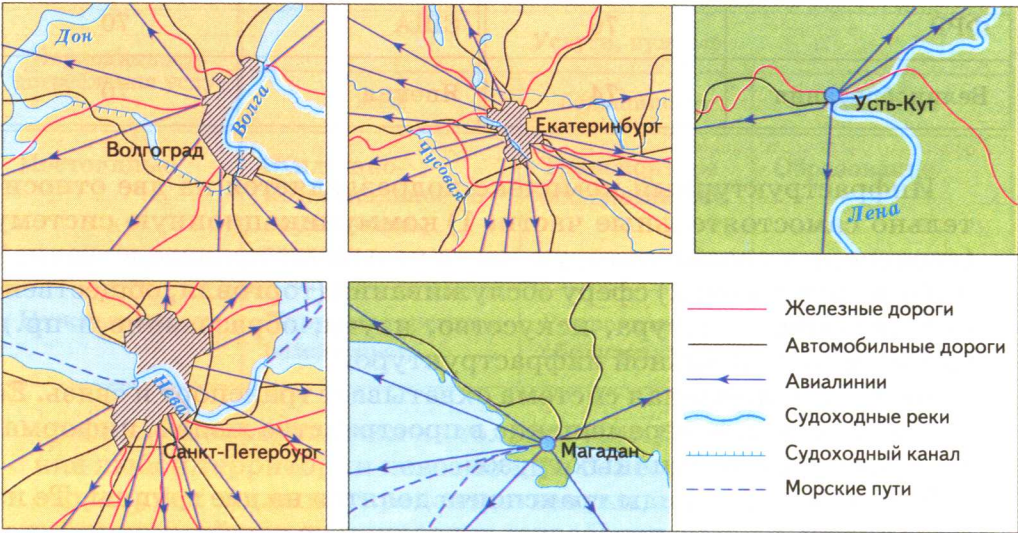 Дон
Волга
Волгоград
Екатеринбург
Чусовая
Усть-Кут
Лена
Нева
Санкт-Петербург
Магадан
Железные дороги
Автомобильные дороги
Авиалинии
Судоходные реки
Судоходный канал
Морские пути